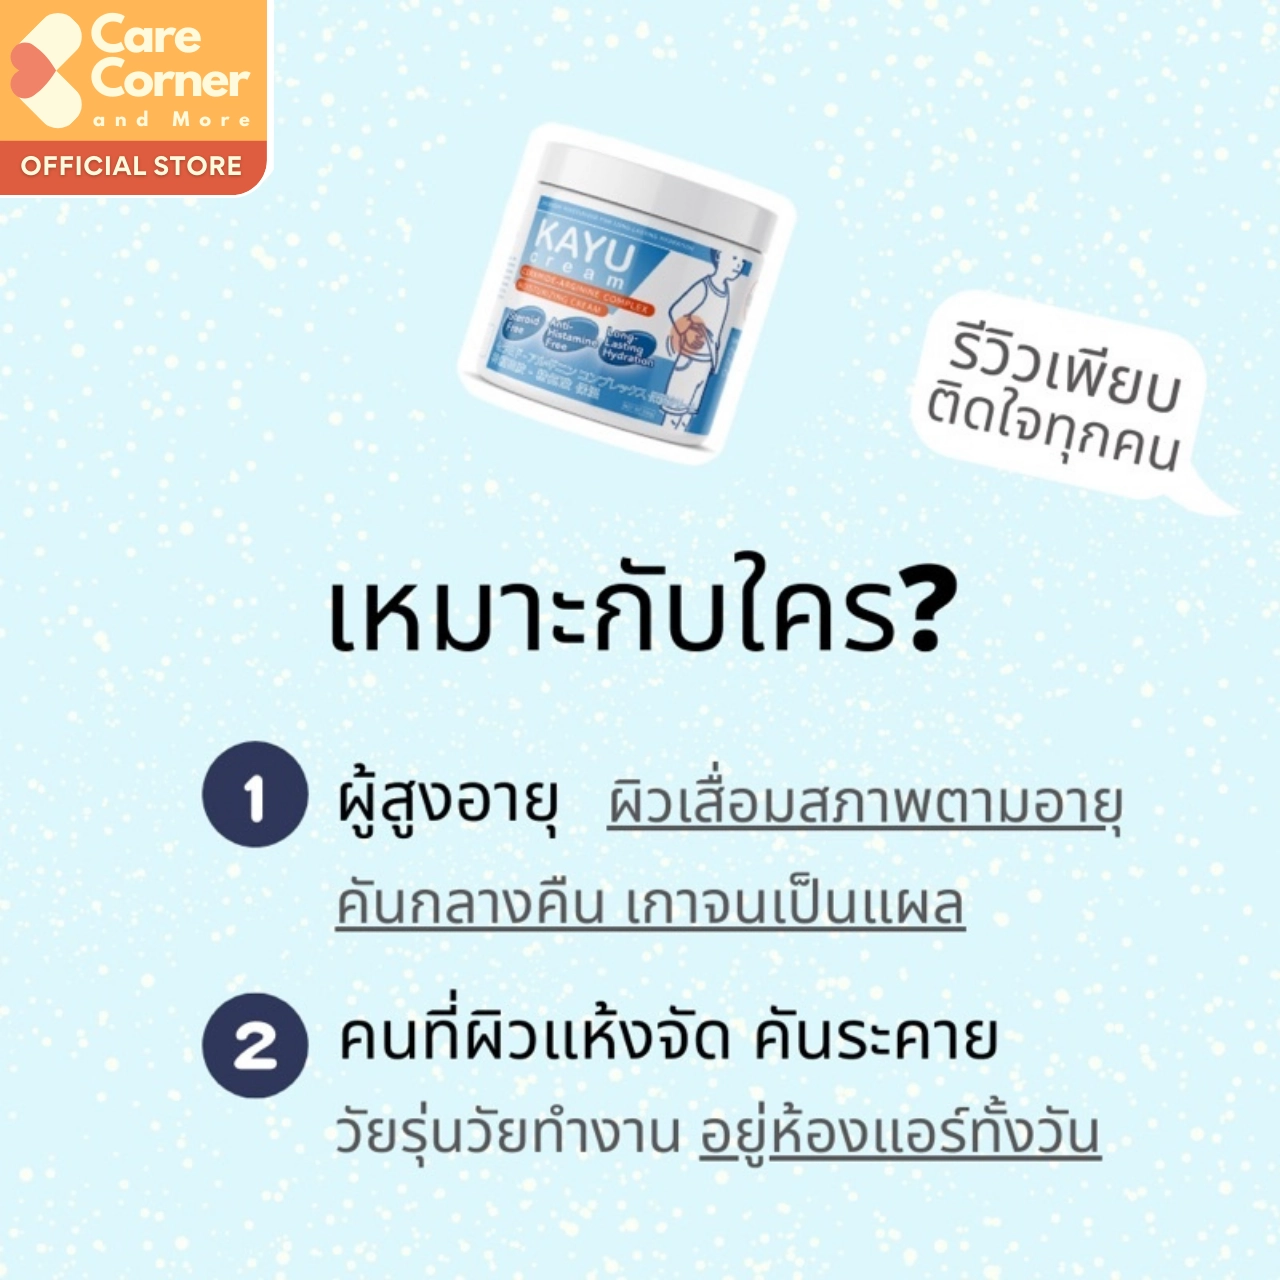 Care
Corner
and More
OFFICIAL STORE
KAYU
cream
CERAMIDE-ARGININE COMPLEX
MOISTURIZING CREAM
Steroid
Free
Anti-
Histamine
Free
Long-
Lasting
Hydration
รีวิวเพียบ
ติดใจทุกคน
เหมาะกับใคร?
1 ผู้สูงอายุ ผิวเสื่อมสภาพตามอายุ
คันกลางคืน เกาจนเป็นแผล
2 คนที่ผิวแห้งจัด คันระคาย
วัยรุ่นวัยทำงาน อยู่ห้องแอร์ทั้งวัน